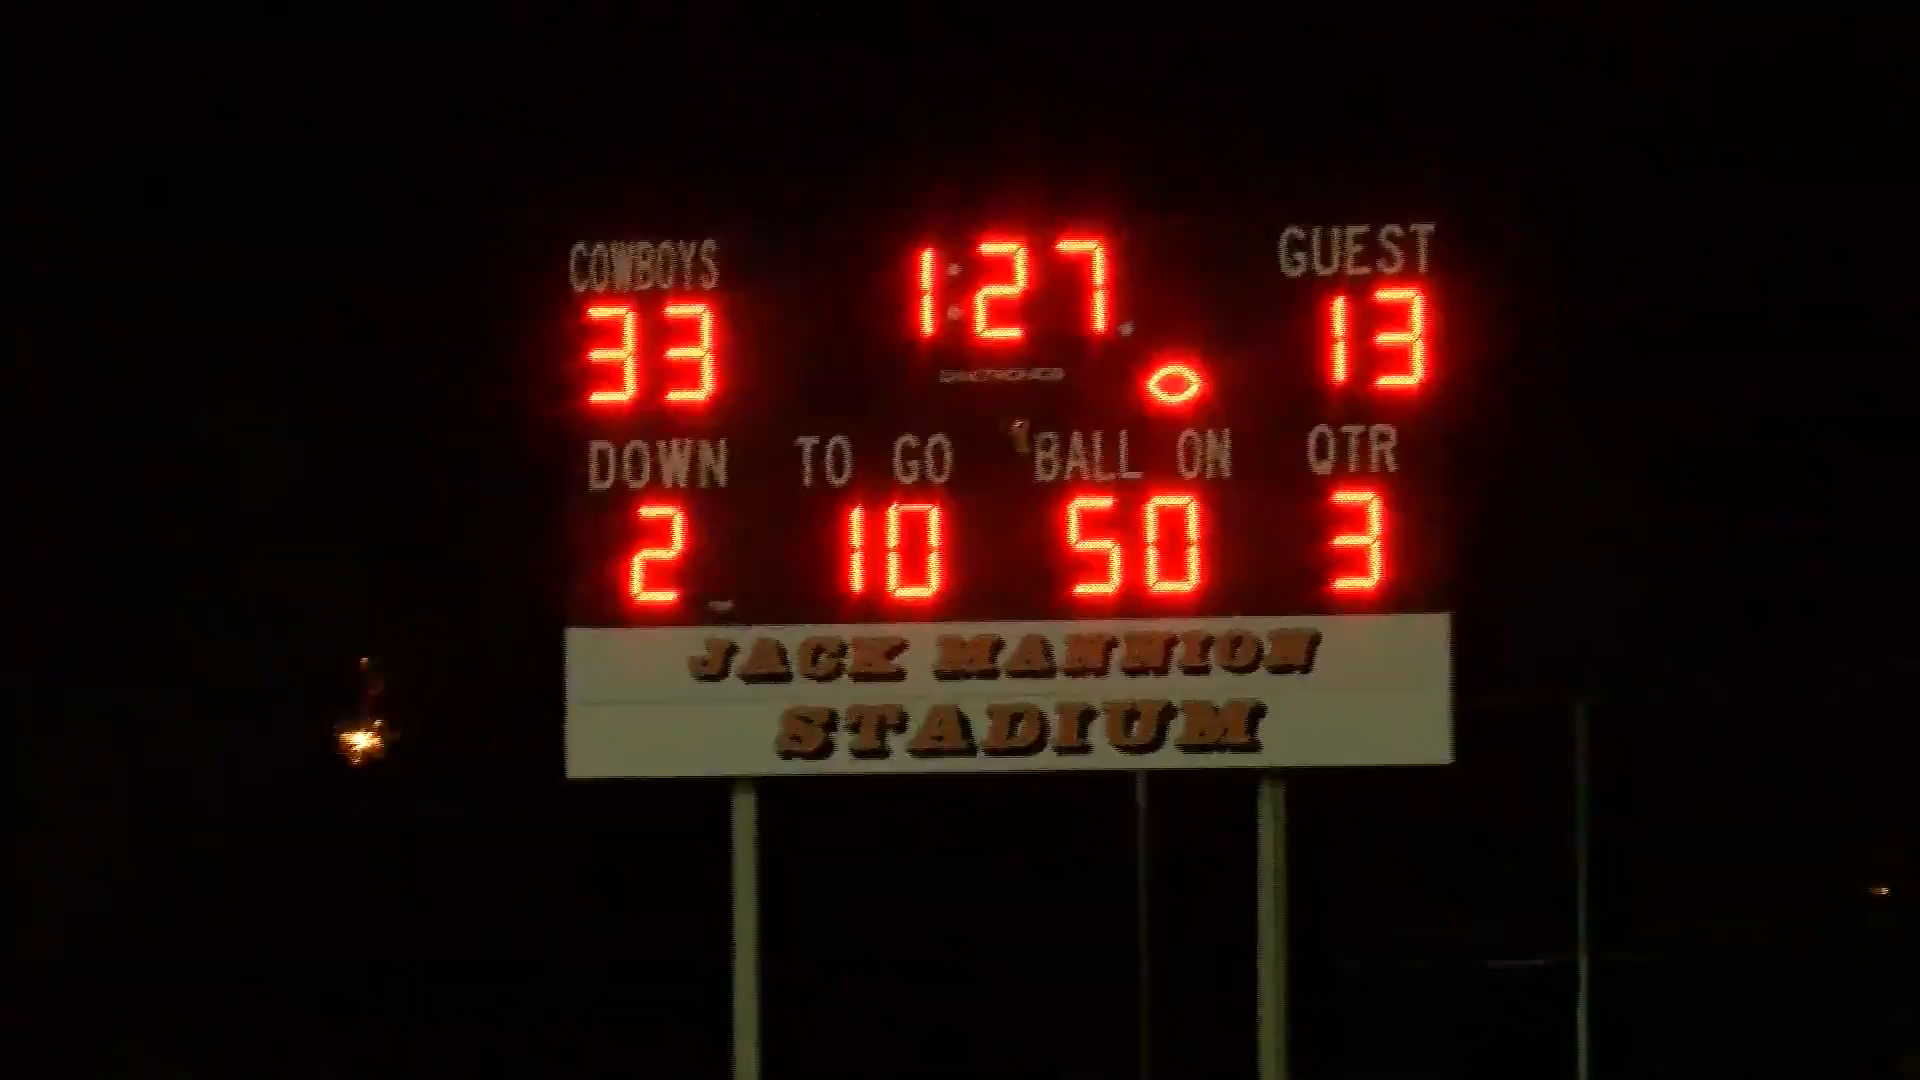 COWBOYS 1:27 GUEST
33 13
DOWN TO GO BALL ON QTR
2 10 50 3
JACK MANNION
STADIUM